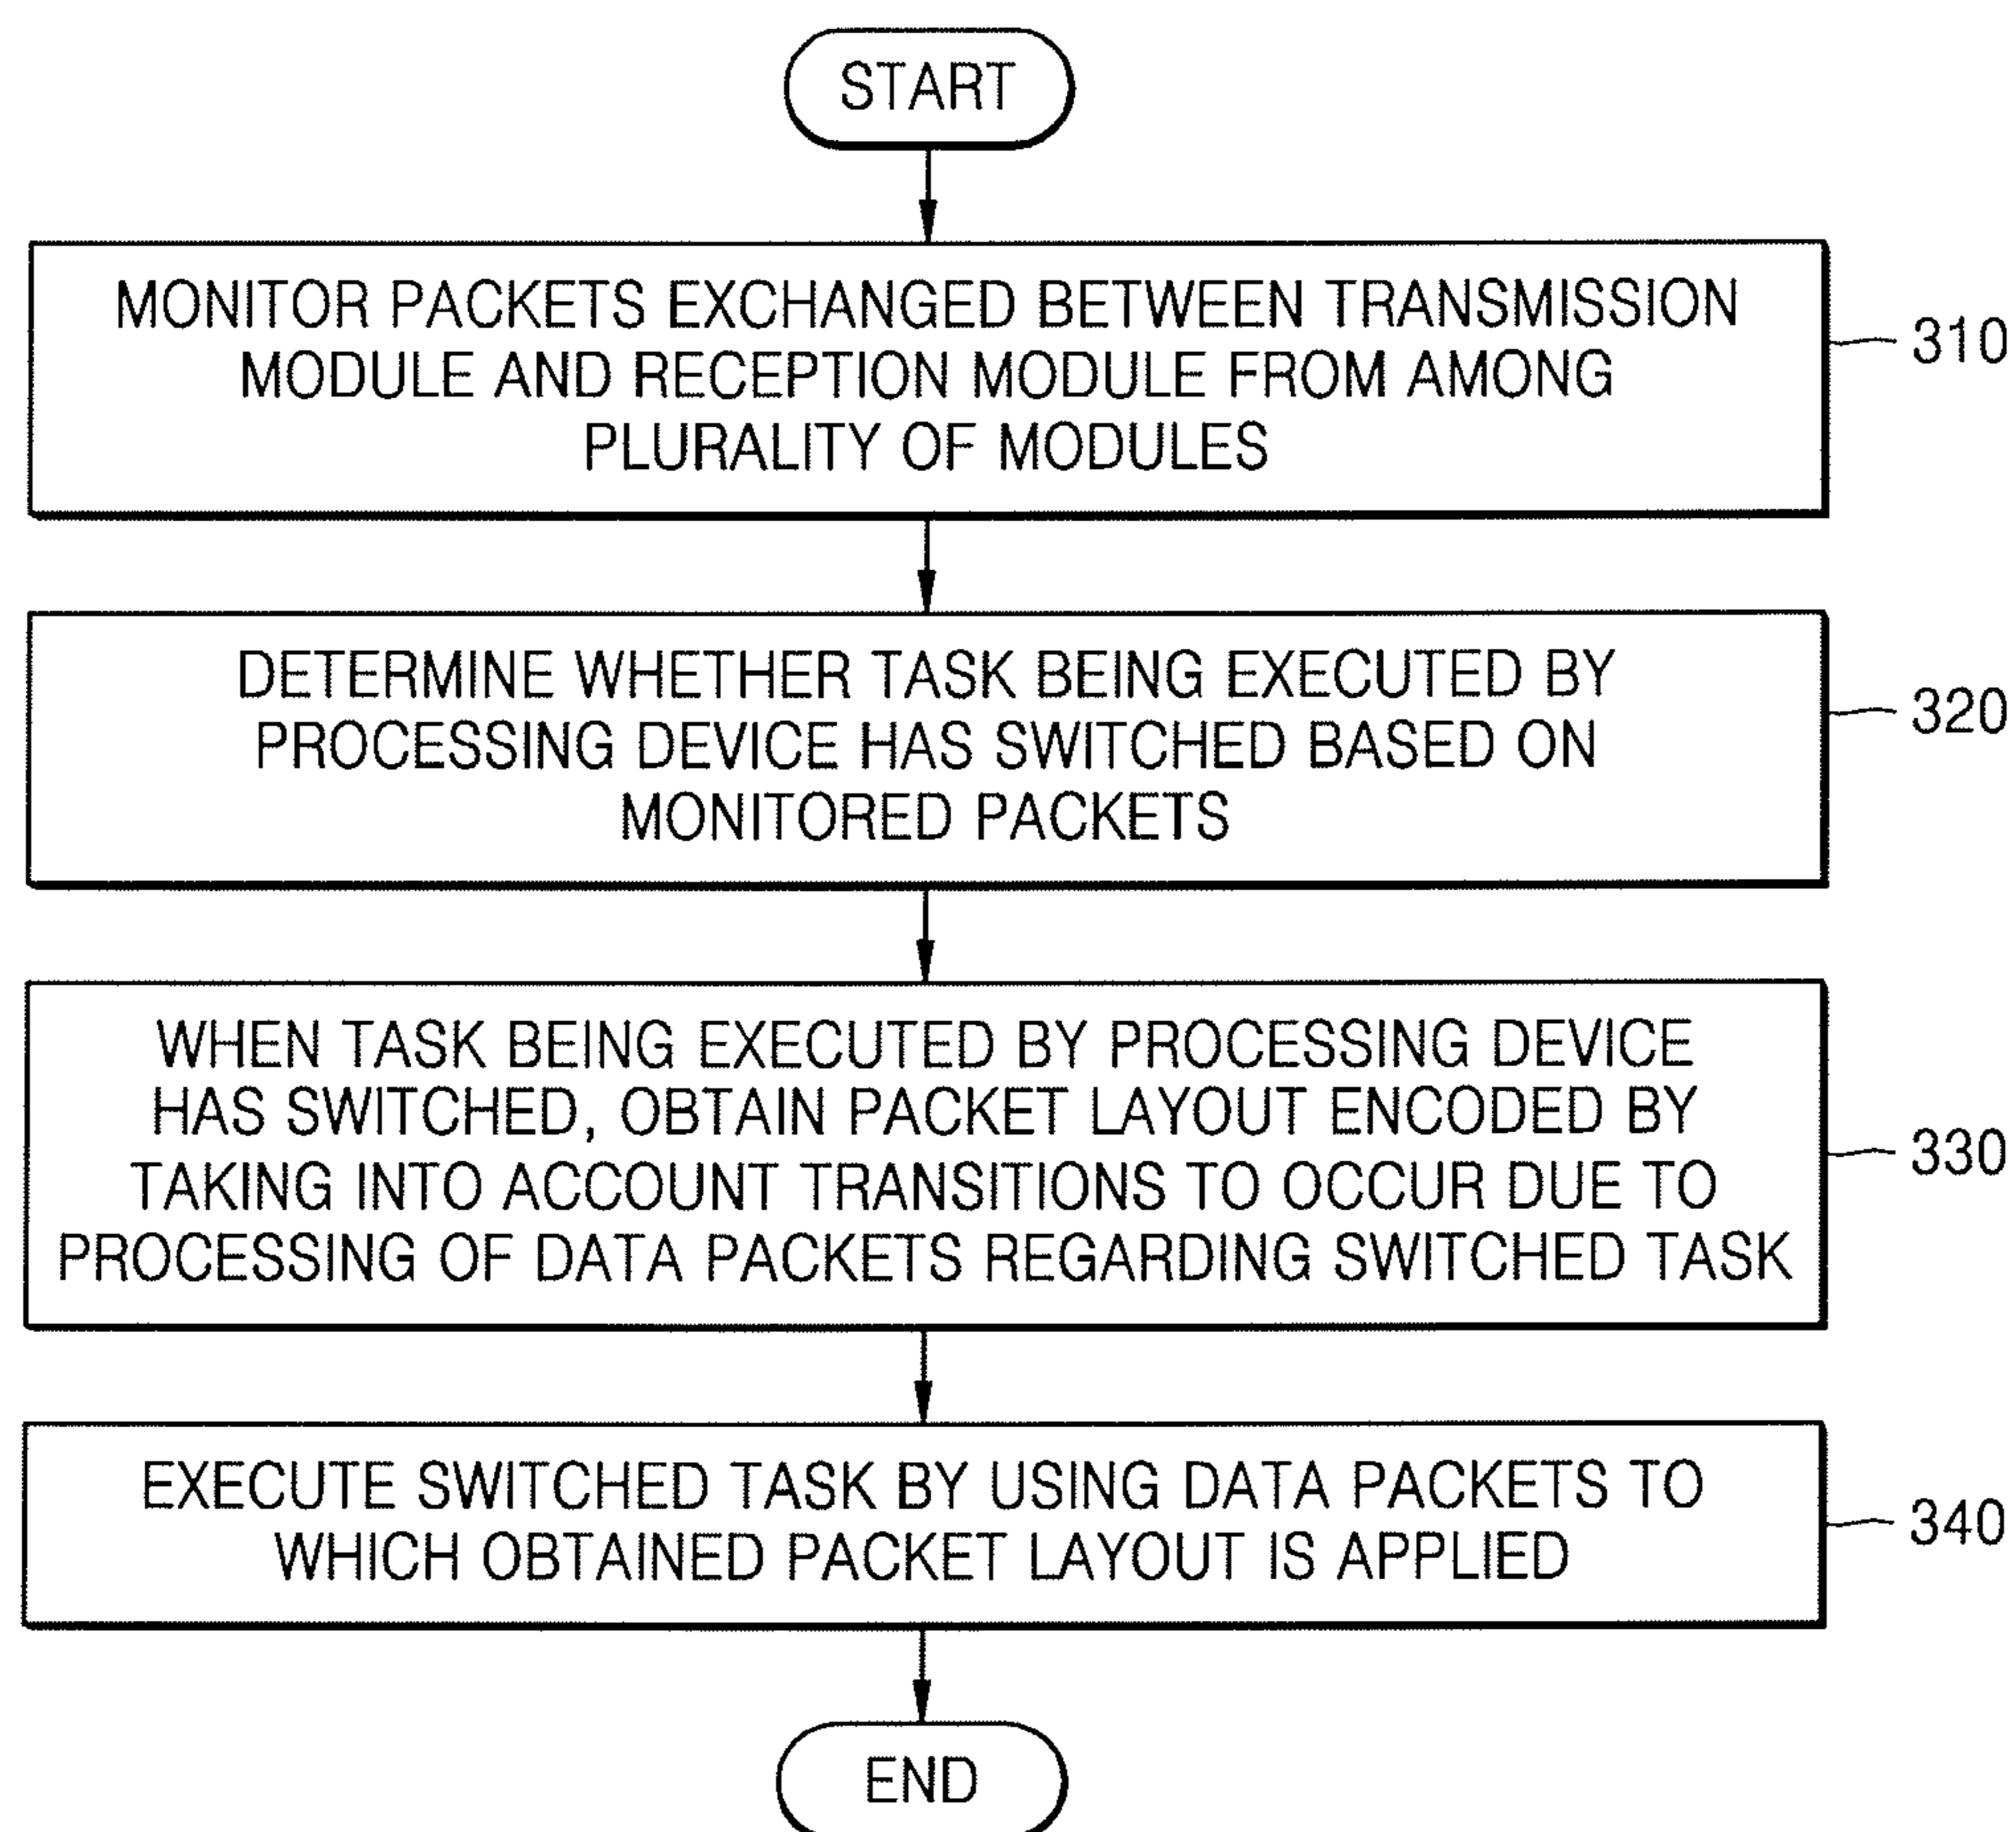 START
MONITOR PACKETS EXCHANGED BETWEEN TRANSMISSION
MODULE AND RECEPTION MODULE FROM AMONG
PLURALITY OF MODULES
310
DETERMINE WHETHER TASK BEING EXECUTED BY
PROCESSING DEVICE HAS SWITCHED BASED ON
MONITORED PACKETS
320
WHEN TASK BEING EXECUTED BY PROCESSING DEVICE
HAS SWITCHED, OBTAIN PACKET LAYOUT ENCODED BY
TAKING INTO ACCOUNT TRANSITIONS TO OCCUR DUE TO
PROCESSING OF DATA PACKETS REGARDING SWITCHED TASK
330
EXECUTE SWITCHED TASK BY USING DATA PACKETS TO
WHICH OBTAINED PACKET LAYOUT IS APPLIED
340
END